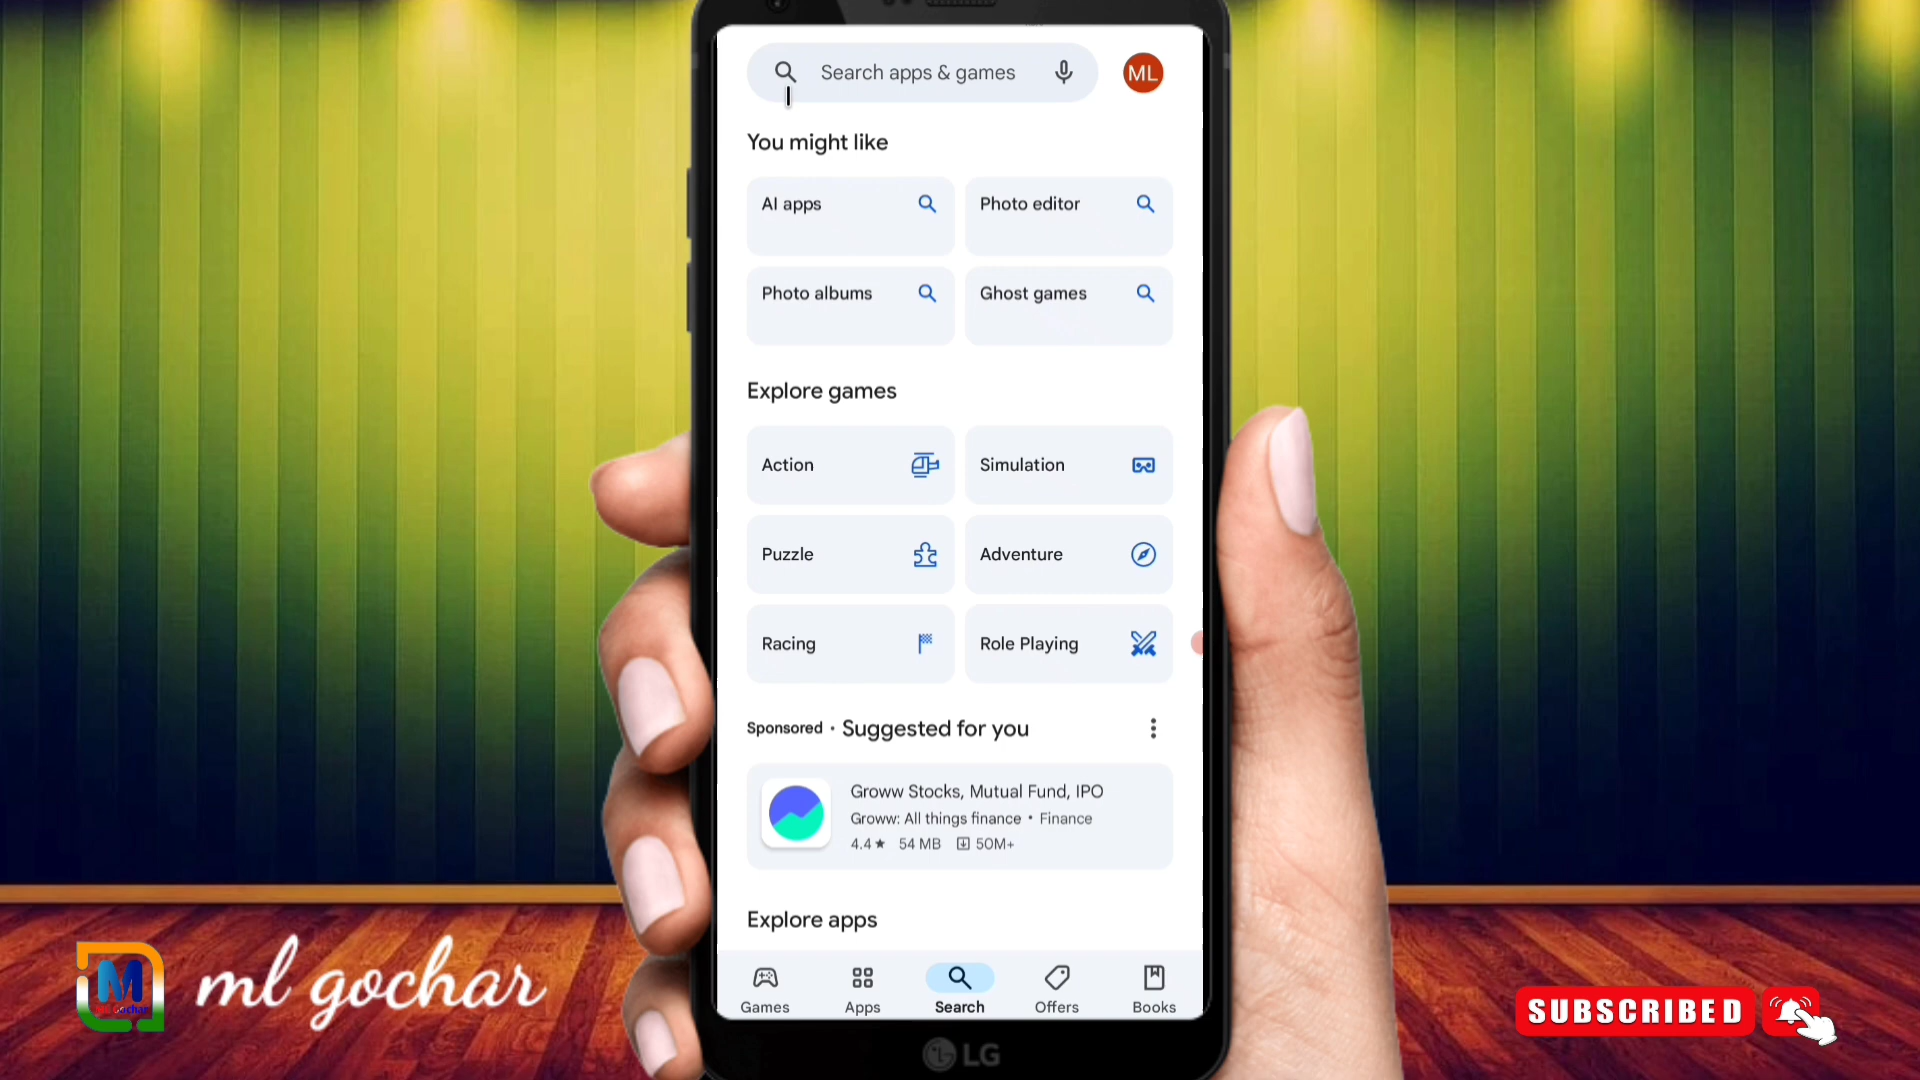 Search apps & games
ML
You might like
AI apps
Photo editor
Photo albums
Ghost games
Explore games
Action
Simulation
Puzzle
Adventure
Racing
Role Playing
Sponsored • Suggested for you
Groww Stocks, Mutual Fund, IPO
Groww: All things finance • Finance
4.4★ 54 MB 50M+
Explore apps
Games
Apps
Search
Offers
Books
LG
M
ml gochar
SUBSCRIBED